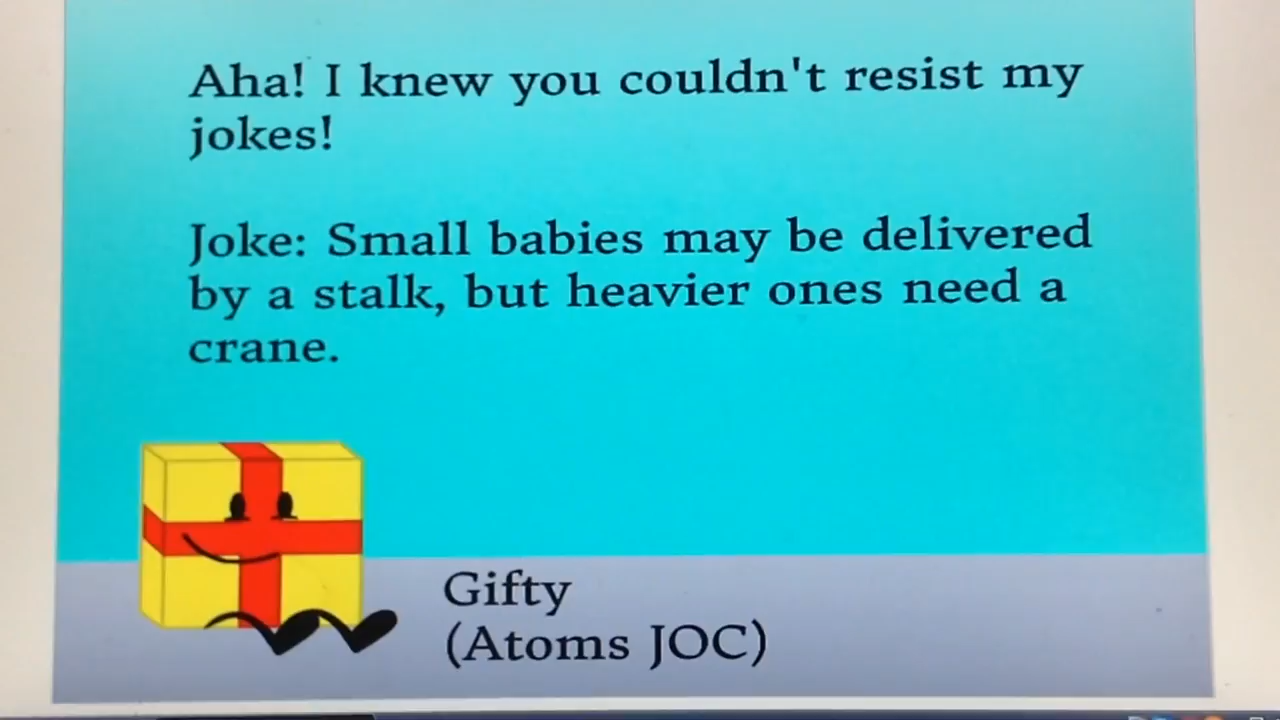 Aha! I knew you couldn't resist my
jokes!
Joke: Small babies may be delivered
by a stalk, but heavier ones need a
crane.
Gifty
(Atoms JOC)